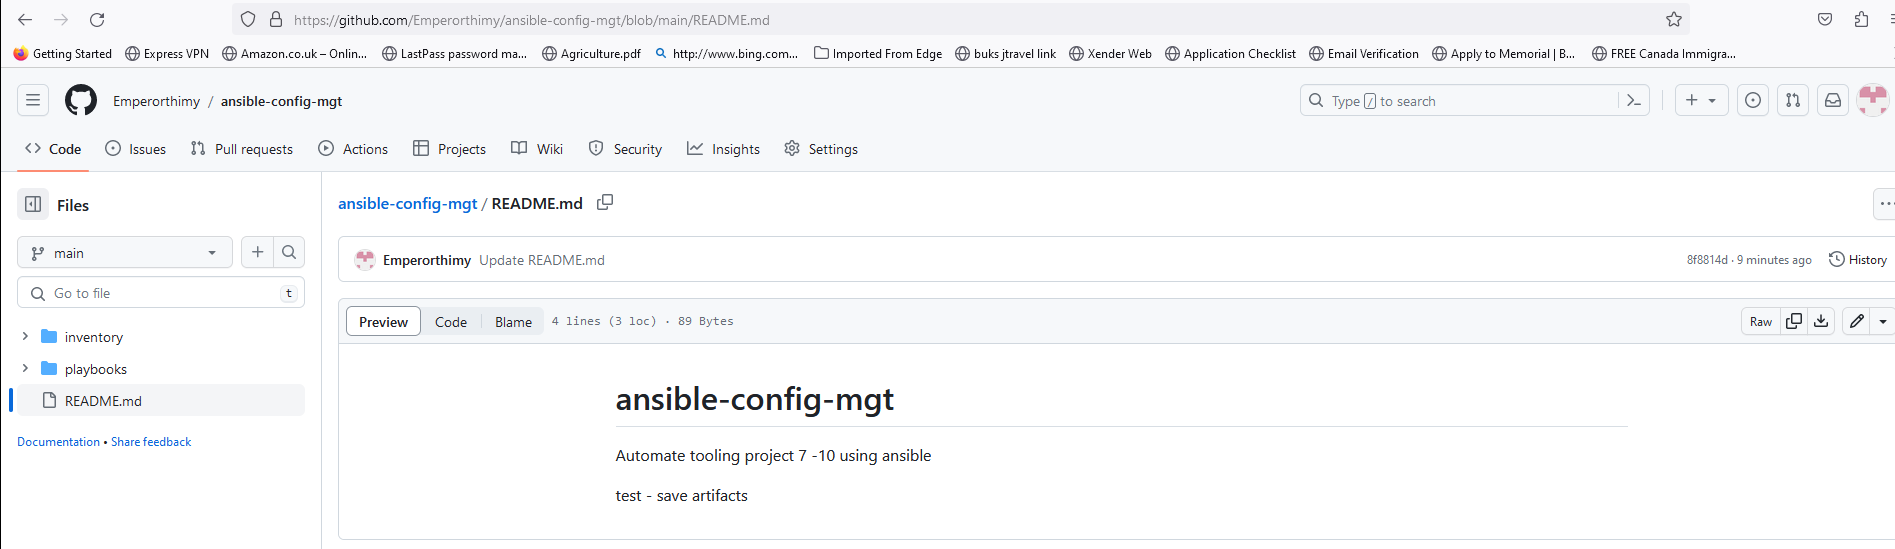 https://github.com/Emperorthimy/ansible-config-mgt/blob/main/README.md
Getting Started Express VPN Amazon.co.uk – Onlin... LastPass password ma... Agriculture.pdf http://www.bing.com... Imported From Edge buks jtravel link Xender Web Application Checklist Email Verification Apply to Memorial | B... FREE Canada Immigra...
Emperorthimy / ansible-config-mgt Type / to search
Code Issues Pull requests Actions Projects Wiki Security Insights Settings
Files
main
Go to file t
inventory
playbooks
README.md
Documentation • Share feedback
ansible-config-mgt / README.md
Emperorthimy Update README.md 8f8814d · 9 minutes ago History
Preview Code Blame 4 lines (3 loc) · 89 Bytes Raw
ansible-config-mgt
Automate tooling project 7 -10 using ansible
test - save artifacts